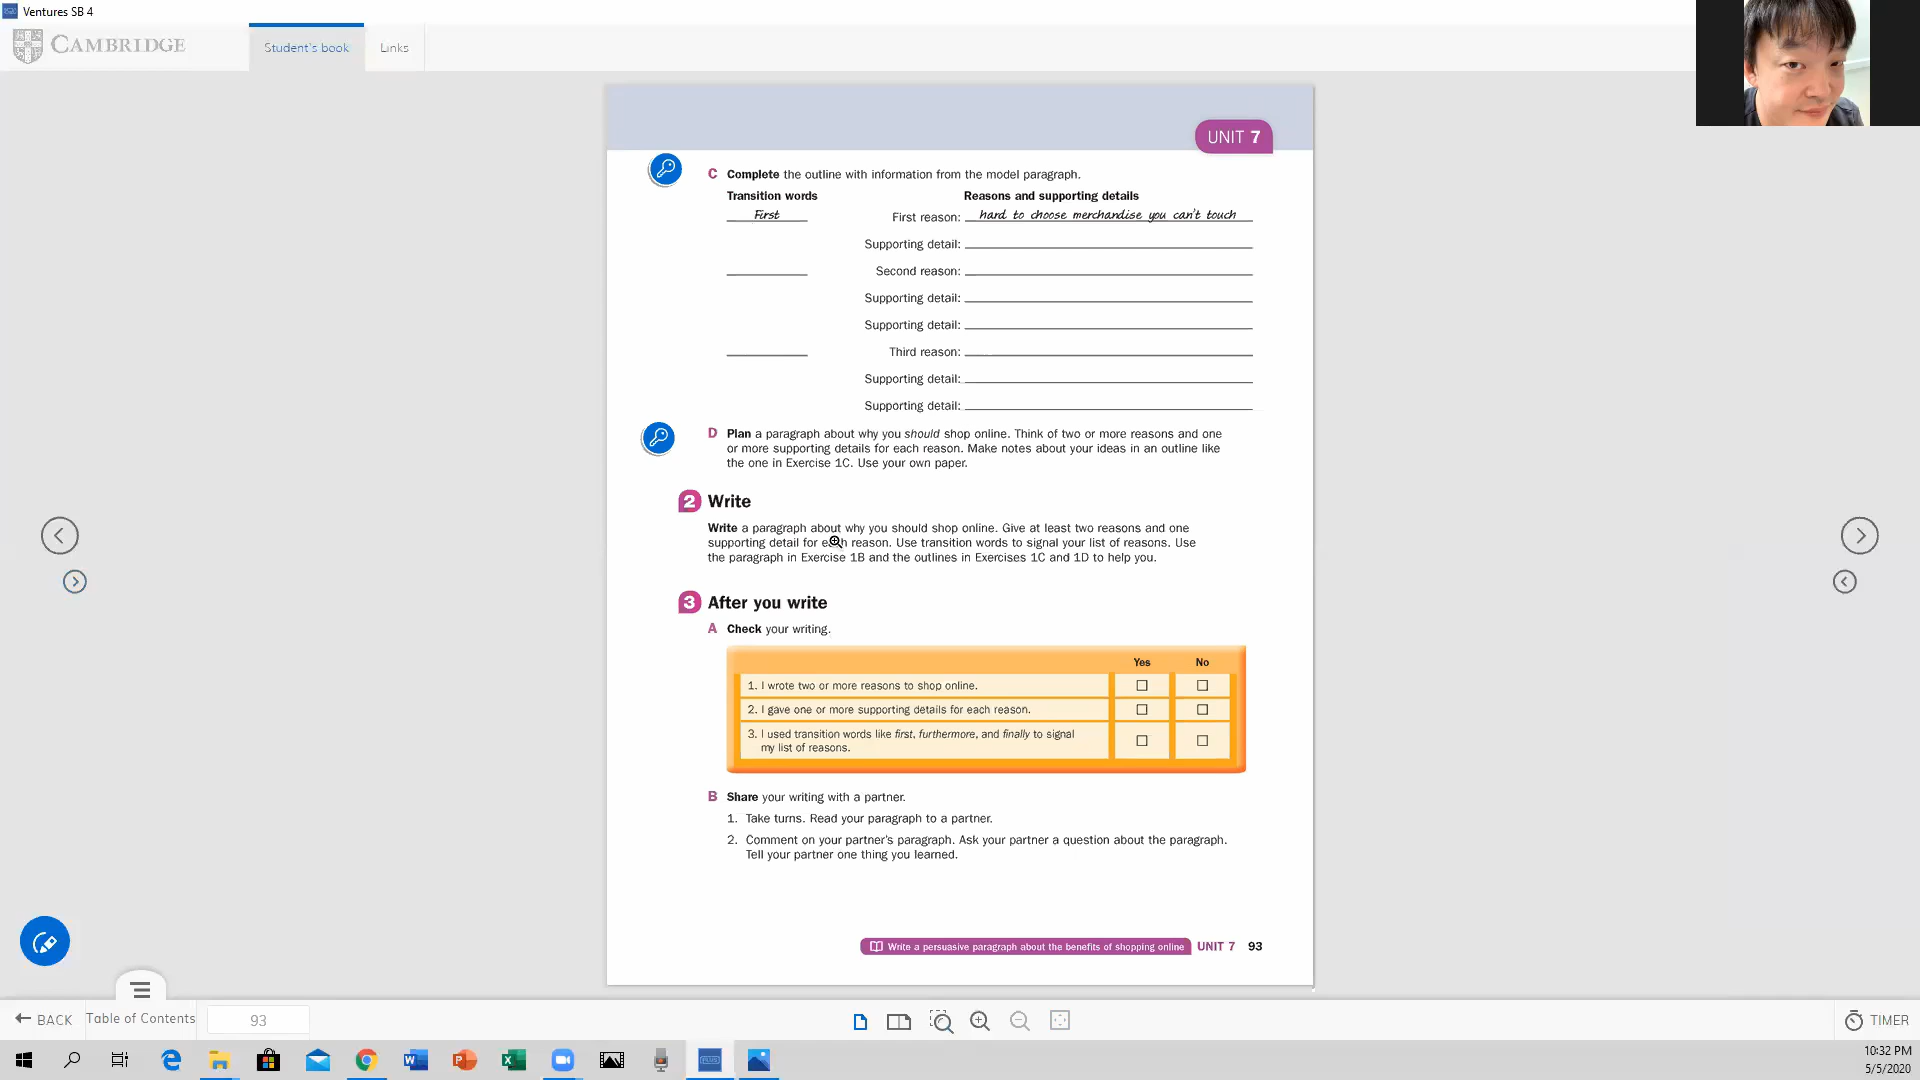 Ventures SB 4
CAMBRIDGE
Student's book
Links
UNIT 7
C Complete the outline with information from the model paragraph.
Transition words
Reasons and supporting details
First
First reason: hard to choose merchandise you can't touch
Supporting detail:
Second reason:
Supporting detail:
Supporting detail:
Third reason:
Supporting detail:
Supporting detail:
D Plan a paragraph about why you should shop online. Think of two or more reasons and one
or more supporting details for each reason. Make notes about your ideas in an outline like
the one in Exercise 1C. Use your own paper.
2 Write
Write a paragraph about why you should shop online. Give at least two reasons and one
supporting detail for each reason. Use transition words to signal your list of reasons. Use
the paragraph in Exercise 1B and the outlines in Exercises 1C and 1D to help you.
3 After you write
A Check your writing.
Yes No
1. I wrote two or more reasons to shop online.
2. I gave one or more supporting details for each reason.
3. I used transition words like first, furthermore, and finally to signal
my list of reasons.
B Share your writing with a partner.
1. Take turns. Read your paragraph to a partner.
2. Comment on your partner's paragraph. Ask your partner a question about the paragraph.
Tell your partner one thing you learned.
Write a persuasive paragraph about the benefits of shopping online UNIT 7 93
BACK
Table of Contents
93
TIMER
10:32 PM
5/5/2020